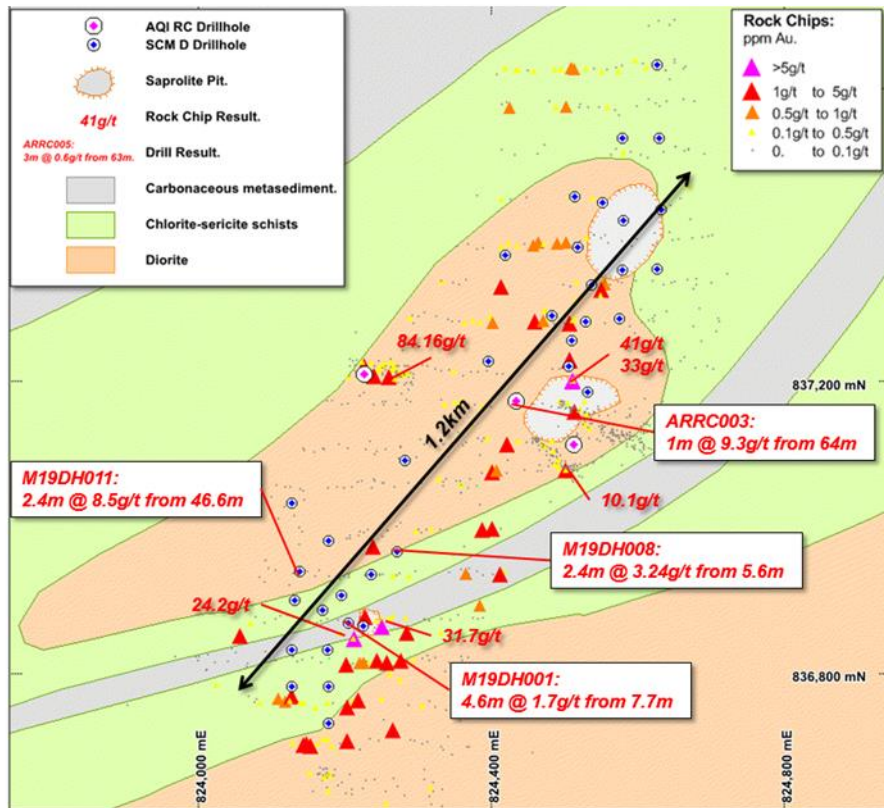 AQI RC Drillhole
SCM D Drillhole
Saprolite Pit.
41g/t
Rock Chip Result.
ARRC005:
3m @ 0.6g/t from 63m.
Drill Result.
Carbonaceous metasediment.
Chlorite-sericite schists
Diorite
Rock Chips:
ppm Au.
>5g/t
1g/t to 5g/t
0.5g/t to 1g/t
0.1g/t to 0.5g/t
0. to 0.1g/t
84.16g/t
41g/t
33g/t
1.2km
837,200 mN
ARRC003:
1m @ 9.3g/t from 64m
M19DH011:
2.4m @ 8.5g/t from 46.6m
10.1g/t
M19DH008:
2.4m @ 3.24g/t from 5.6m
24.2g/t
31.7g/t
M19DH001:
4.6m @ 1.7g/t from 7.7m
836,800 mN
824,000 mE
824,400 mE
824,800 mE